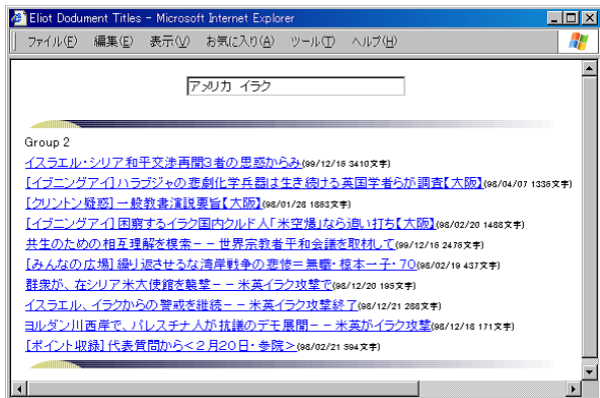 Eliot Dodument Titles - Microsoft Internet Explorer
ファイル(F) 編集(E) 表示(V) お気に入り(A) ツール(T) ヘルプ(H)
アメリカ イラク
Group 2
イスラエル・シリア和平交渉再開3者の思惑からみ(99/12/16 3410文字)
[イブニングアイ]ハラブジャの悲劇化学兵器は生き続ける英国学者らが調査【大阪】(98/04/07 1335文字)
[クリントン疑惑]一般教書演説要旨【大阪】(98/01/28 1883文字)
[イブニングアイ]困窮するイラク国内クルド人「米空爆」なら追い打ち【大阪】(98/02/20 1488文字)
共生のための相互理解を模索－－世界宗教者平和会議を取材して(99/12/15 2475文字)
[みんなの広場]繰り返させるな湾岸戦争の悲惨＝無職・椋本一子・70(98/02/19 437文字)
群衆が、在シリア米大使館を襲撃－－米英イラク攻撃で(98/12/20 195文字)
イスラエル、イラクからの警戒を継続－－米英イラク攻撃終了(98/12/21 288文字)
ヨルダン川西岸で、パレスチナ人が抗議のデモ展開－－米英がイラク攻撃(98/12/18 171文字)
[ポイント収録]代表質問から＜2月20日・参院＞(98/02/21 594文字)